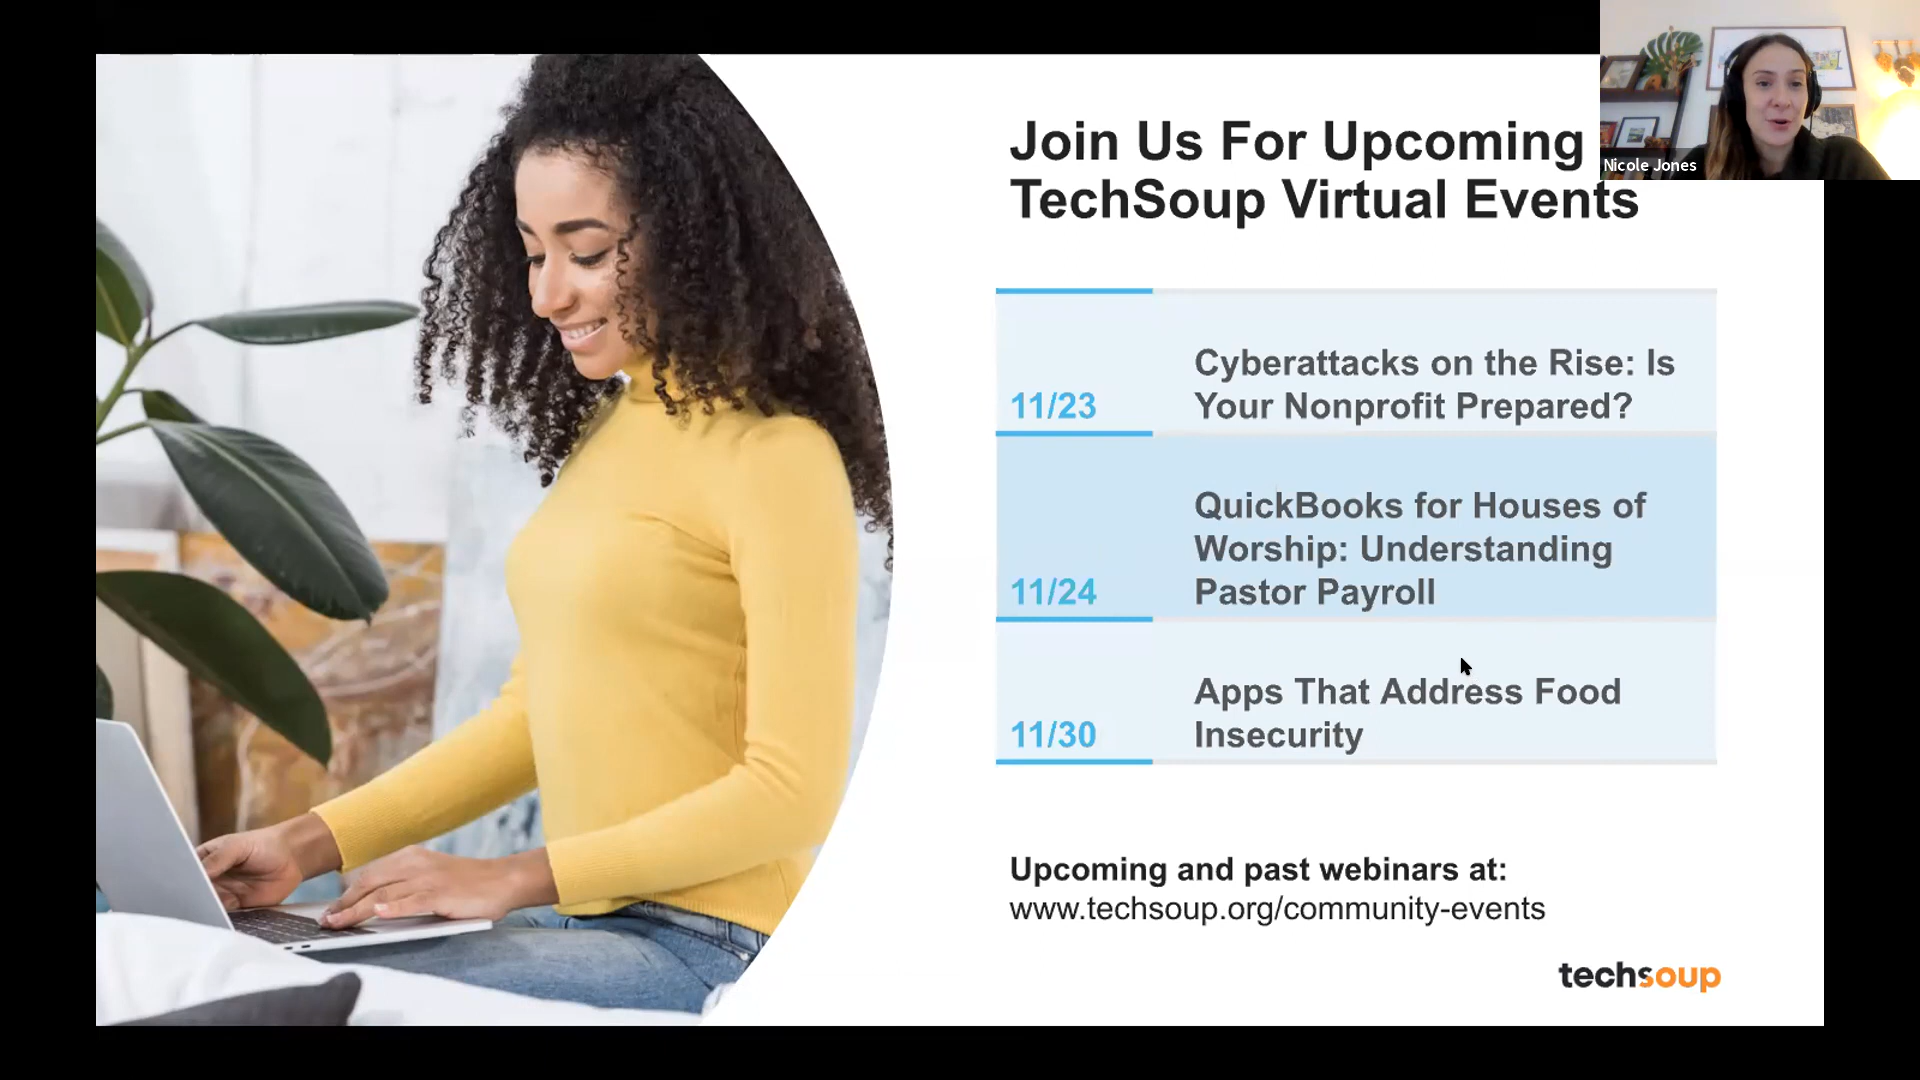 Join Us For Upcoming
TechSoup Virtual Events
Nicole Jones
11/23
Cyberattacks on the Rise: Is
Your Nonprofit Prepared?
11/24
QuickBooks for Houses of
Worship: Understanding
Pastor Payroll
11/30
Apps That Address Food
Insecurity
Upcoming and past webinars at:
www.techsoup.org/community-events
techsoup